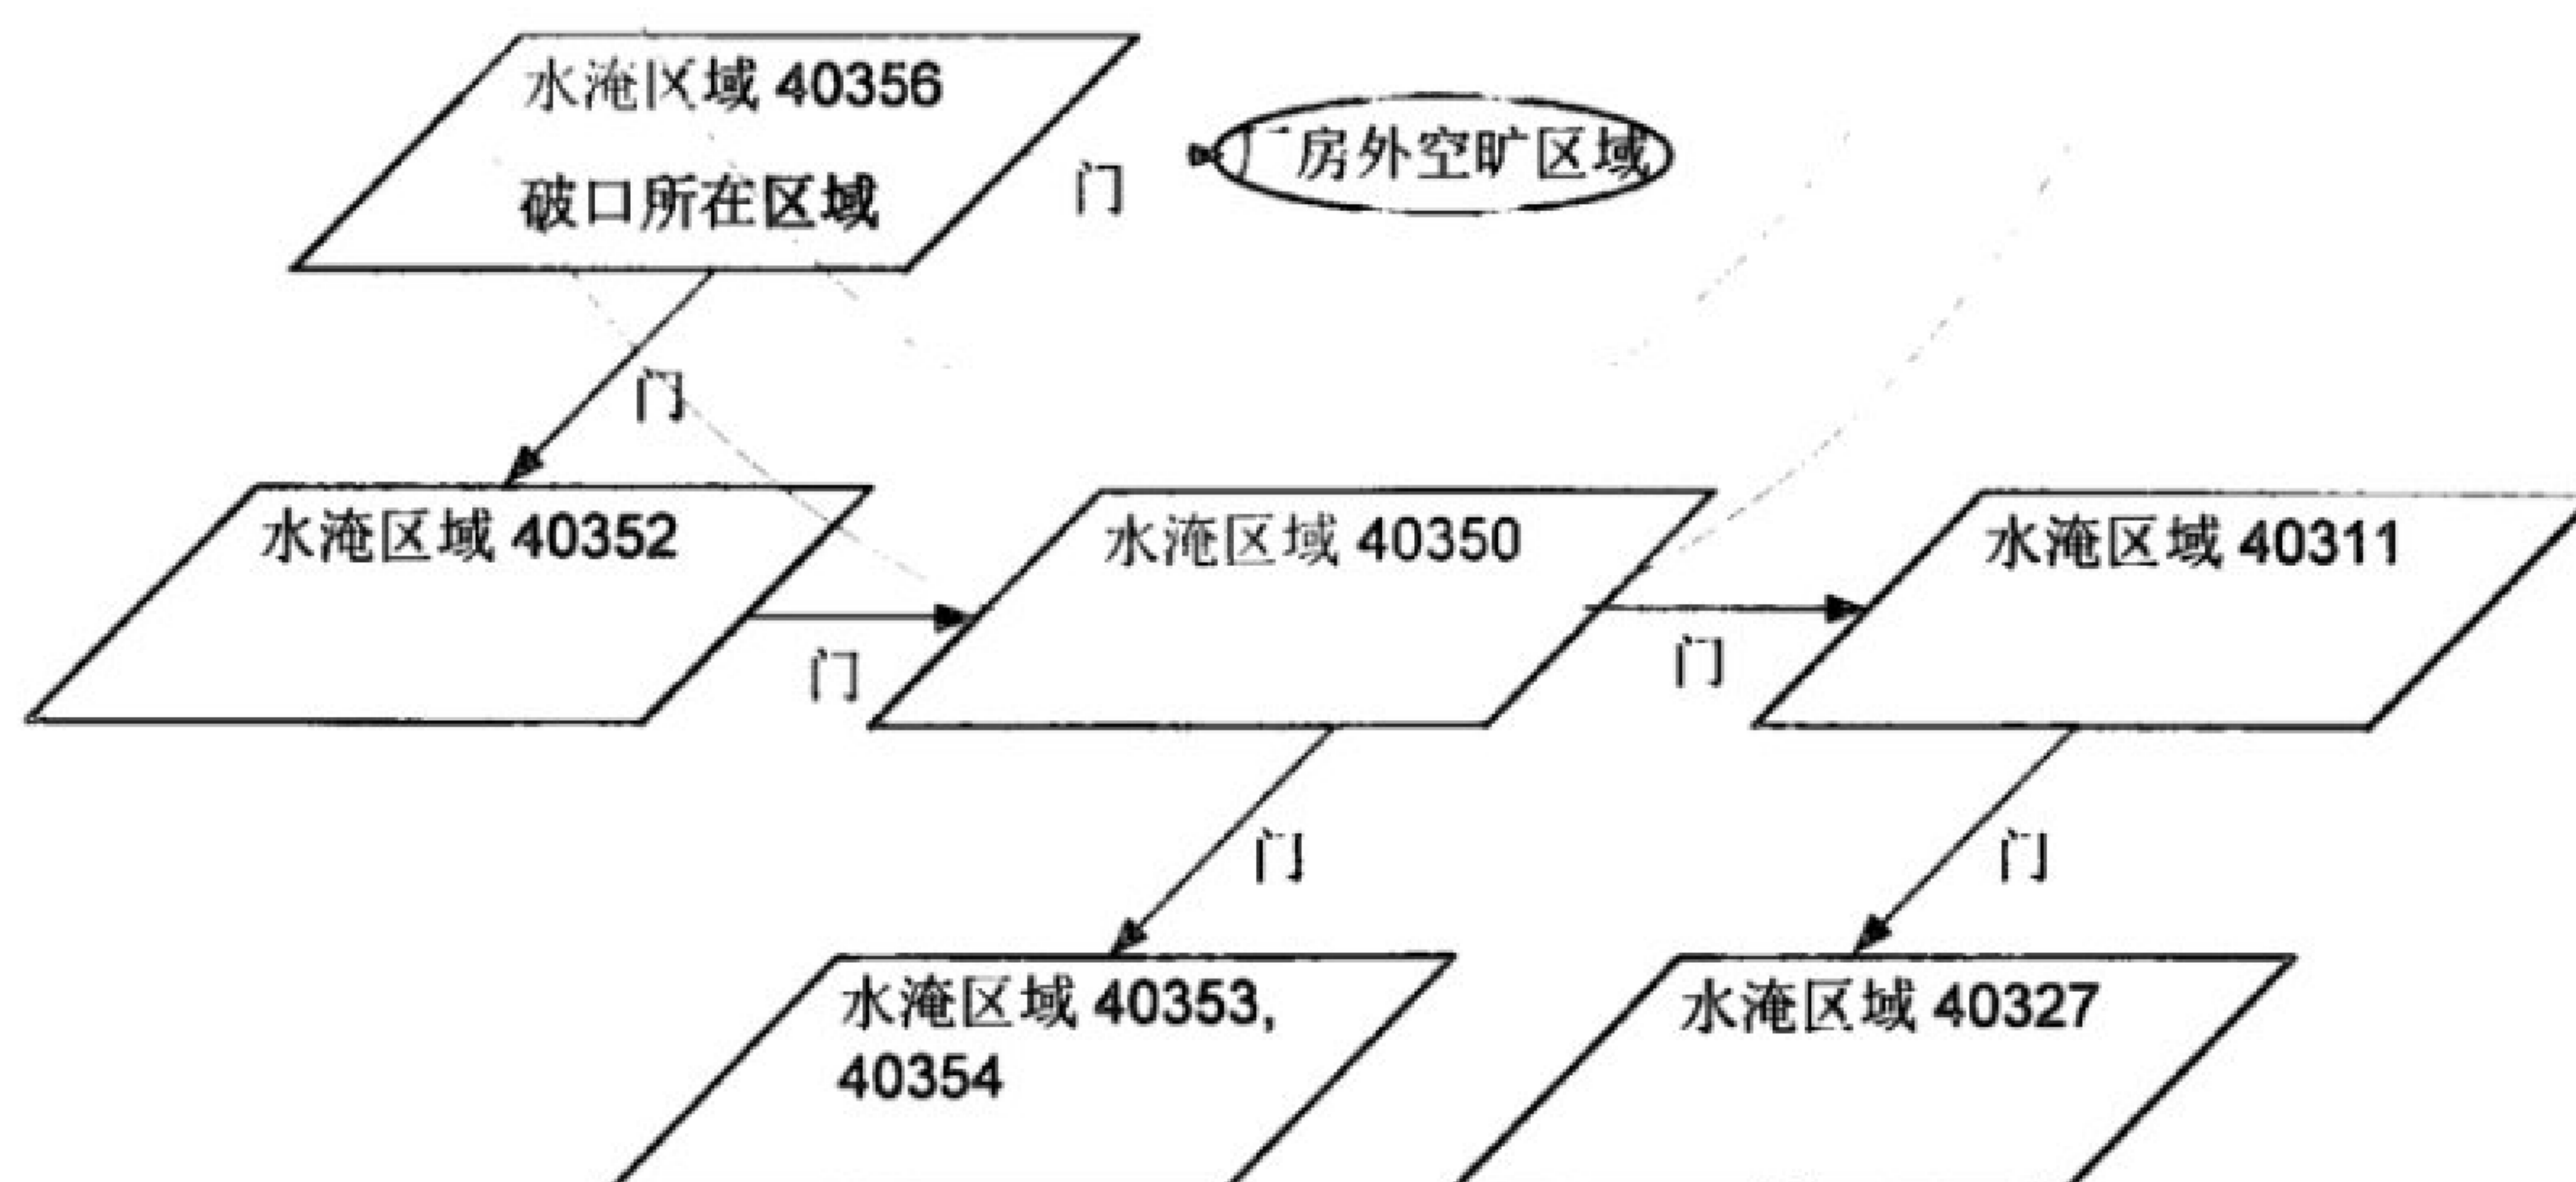 水淹区域 40356
破口所在区域
门
厂房外空旷区域
门
水淹区域 40352
门
水淹区域 40350
门
水淹区域 40311
门
门
水淹区域 40353,
40354
水淹区域 40327